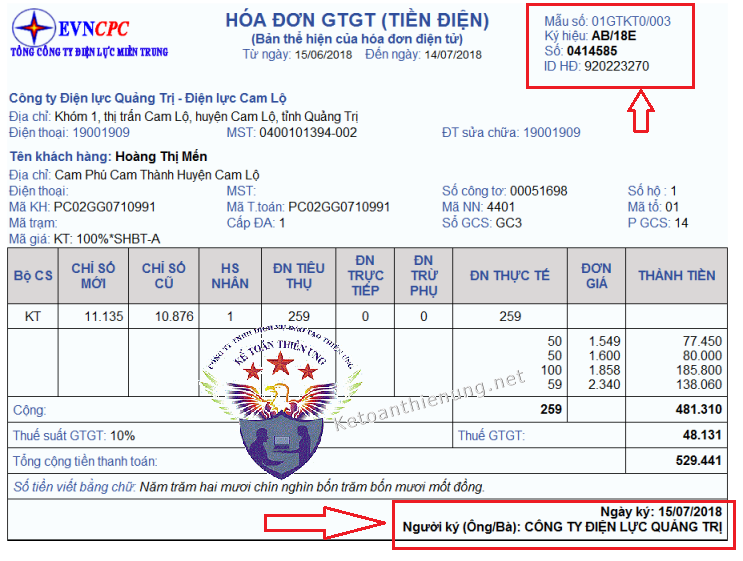 EVNCPC
TỔNG CÔNG TY ĐIỆN LỰC MIỀN TRUNG
HÓA ĐƠN GTGT (TIỀN ĐIỆN)
(Bản thể hiện của hóa đơn điện tử)
Từ ngày: 15/06/2018 Đến ngày: 14/07/2018
Mẫu số: 01GTKT0/003
Ký hiệu: AB/18E
Số: 0414585
ID HĐ: 920223270
Công ty Điện lực Quảng Trị - Điện lực Cam Lộ
Địa chỉ: Khóm 1, thị trấn Cam Lộ, huyện Cam Lộ, tỉnh Quảng Trị
Điện thoại: 19001909 MST: 0400101394-002 ĐT sửa chữa: 19001909
Tên khách hàng: Hoàng Thị Mến
Địa chỉ: Cam Phú Cam Thành Huyện Cam Lộ
Điện thoại: MST: Số công tơ: 00051698 Số hộ : 1
Mã KH: PC02GG0710991 Mã T.toán: PC02GG0710991 Mã NN: 4401 Mã tổ: 01
Mã trạm: Cấp ĐA: 1 Sổ GCS: GC3 P GCS: 14
Mã giá: KT: 100%*SHBT-A
Bộ CS CHỈ SỐ MỚI CHỈ SỐ CŨ HS NHÂN ĐN TIÊU THỤ ĐN TRỰC TIẾP ĐN TRỪ PHỤ ĐN THỰC TẾ ĐƠN GIÁ THÀNH TIỀN
KT 11.135 10.876 1 259 0 0 259
50 1.549 77.450
50 1.600 80.000
100 1.858 185.800
59 2.340 138.060
KẾ TOÁN THIÊN ƯNG
Ketoanthienung.net
Cộng: 259 481.310
Thuế suất GTGT: 10% Thuế GTGT: 48.131
Tổng cộng tiền thanh toán: 529.441
Số tiền viết bằng chữ: Năm trăm hai mươi chín nghìn bốn trăm bốn mươi mốt đồng.
Ngày ký: 15/07/2018
Người ký (Ông/Bà): CÔNG TY ĐIỆN LỰC QUẢNG TRỊ